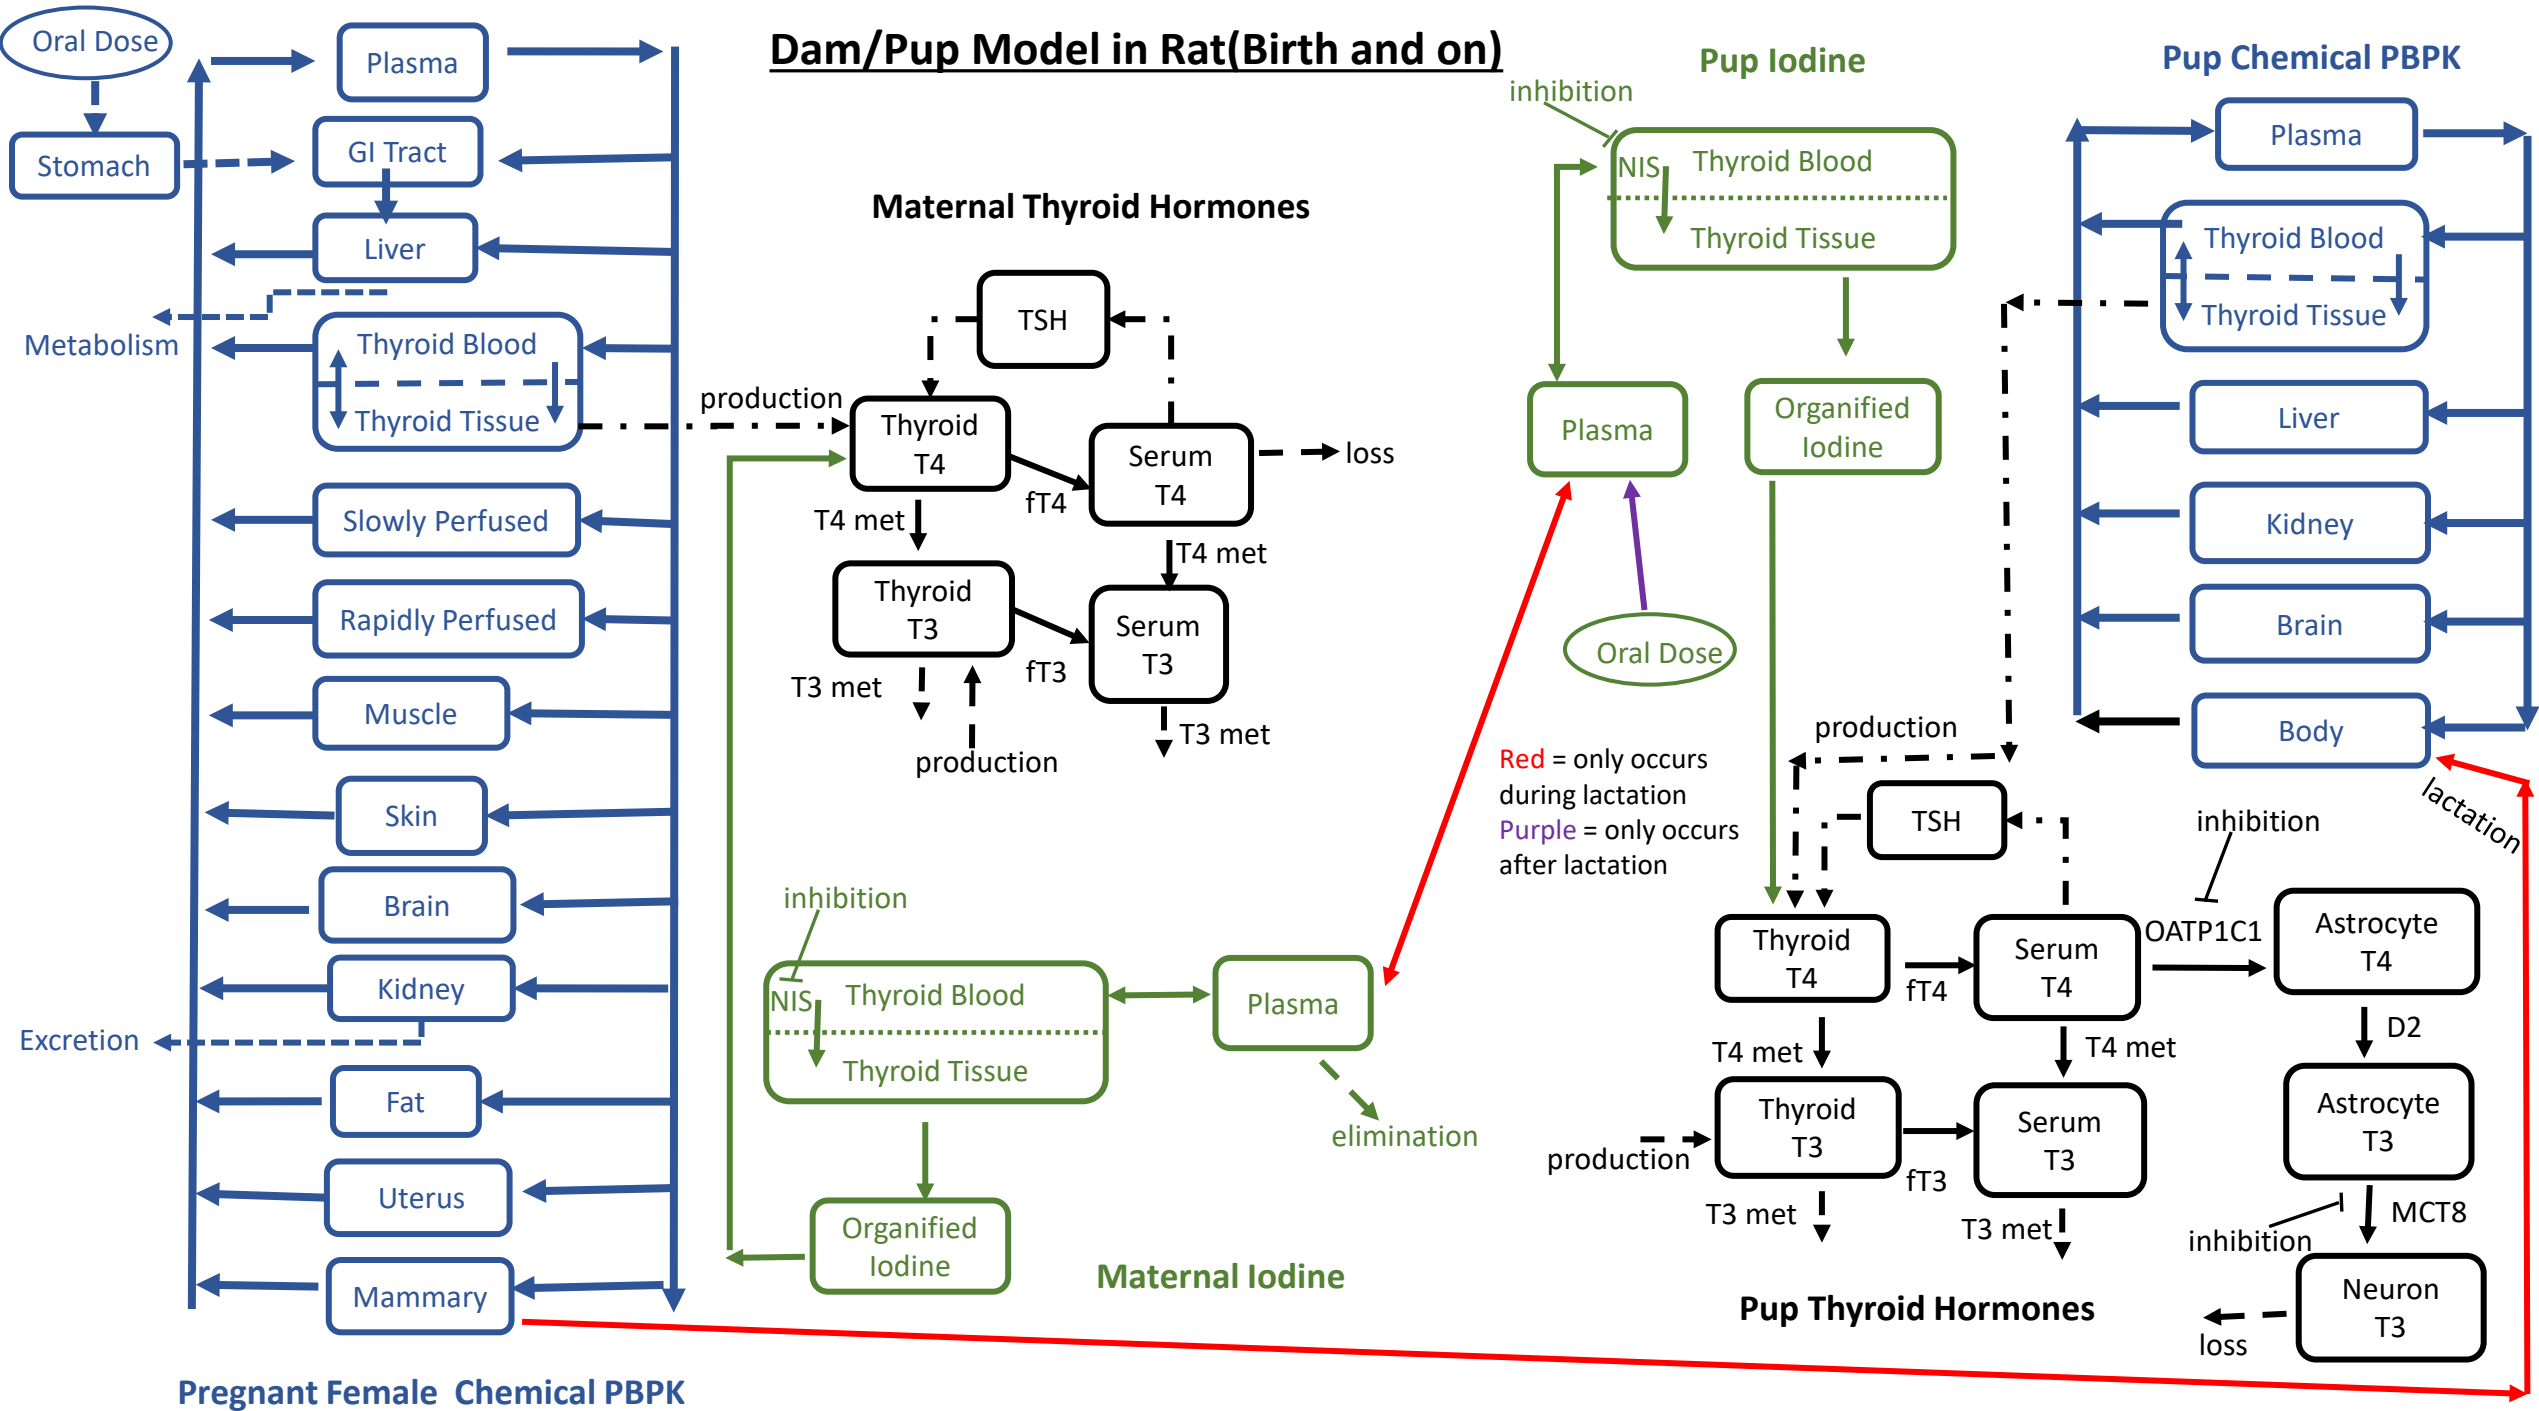 Dam/Pup Model in Rat(Birth and on)
Oral Dose
Stomach
Plasma
GI Tract
Liver
Metabolism
Thyroid Blood
Thyroid Tissue
Slowly Perfused
Rapidly Perfused
Muscle
Skin
Brain
Kidney
Excretion
Fat
Uterus
Mammary
Pregnant Female  Chemical PBPK
Maternal Thyroid Hormones
TSH
production
Thyroid
T4
fT4
Serum
T4
loss
T4 met
T4 met
Thyroid
T3
fT3
Serum
T3
T3 met
production
T3 met
inhibition
NIS
Thyroid Blood
Thyroid Tissue
Plasma
elimination
Organified
Iodine
Maternal Iodine
Pup Iodine
inhibition
NIS
Thyroid Blood
Thyroid Tissue
Plasma
Organified
Iodine
Oral Dose
Red = only occurs
during lactation
Purple = only occurs
after lactation
Pup Chemical PBPK
Plasma
Thyroid Blood
Thyroid Tissue
Liver
Kidney
Brain
Body
lactation
production
TSH
inhibition
Thyroid
T4
fT4
Serum
T4
OATP1C1
Astrocyte
T4
T4 met
T4 met
D2
production
Thyroid
T3
fT3
Serum
T3
Astrocyte
T3
T3 met
T3 met
inhibition
MCT8
Neuron
T3
loss
Pup Thyroid Hormones